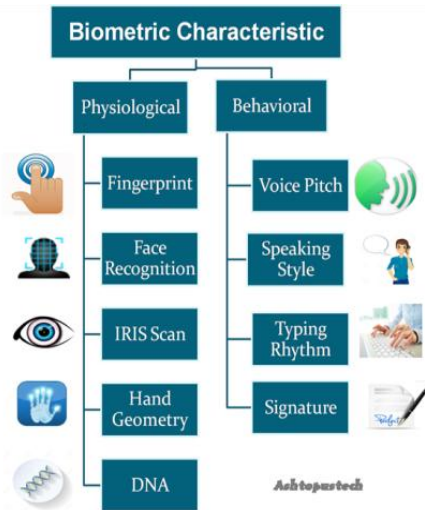 Biometric Characteristic
Physiological
Behavioral
Fingerprint
Voice Pitch
Face
Recognition
Speaking
Style
IRIS Scan
Typing
Rhythm
Hand
Geometry
Signature
DNA
Ashtopustech